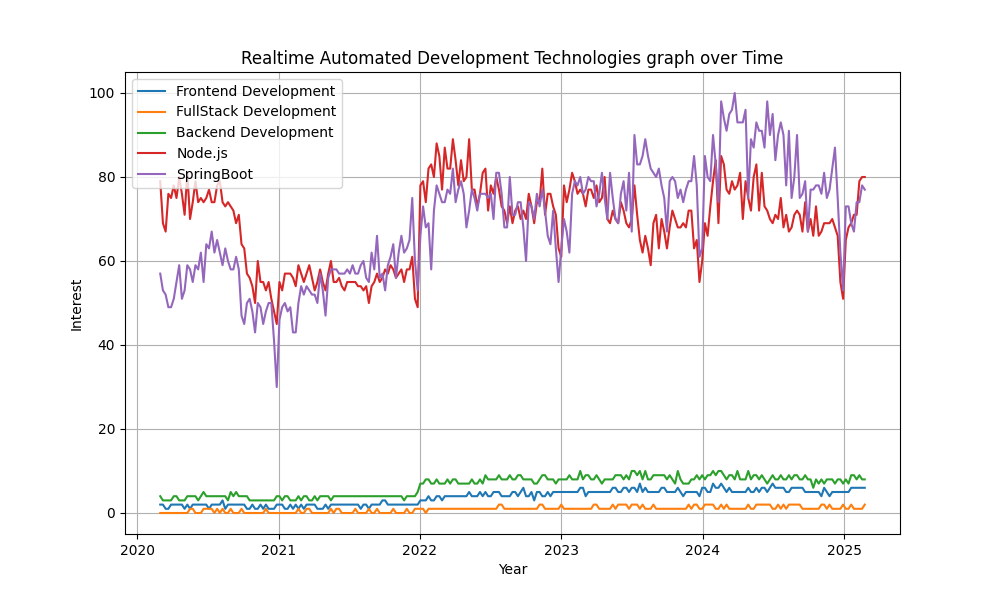 Realtime Automated Development Technologies graph over Time
Frontend Development
FullStack Development
Backend Development
Node.js
SpringBoot
100
80
60
40
20
0
Interest
2020 2021 2022 2023 2024 2025
Year